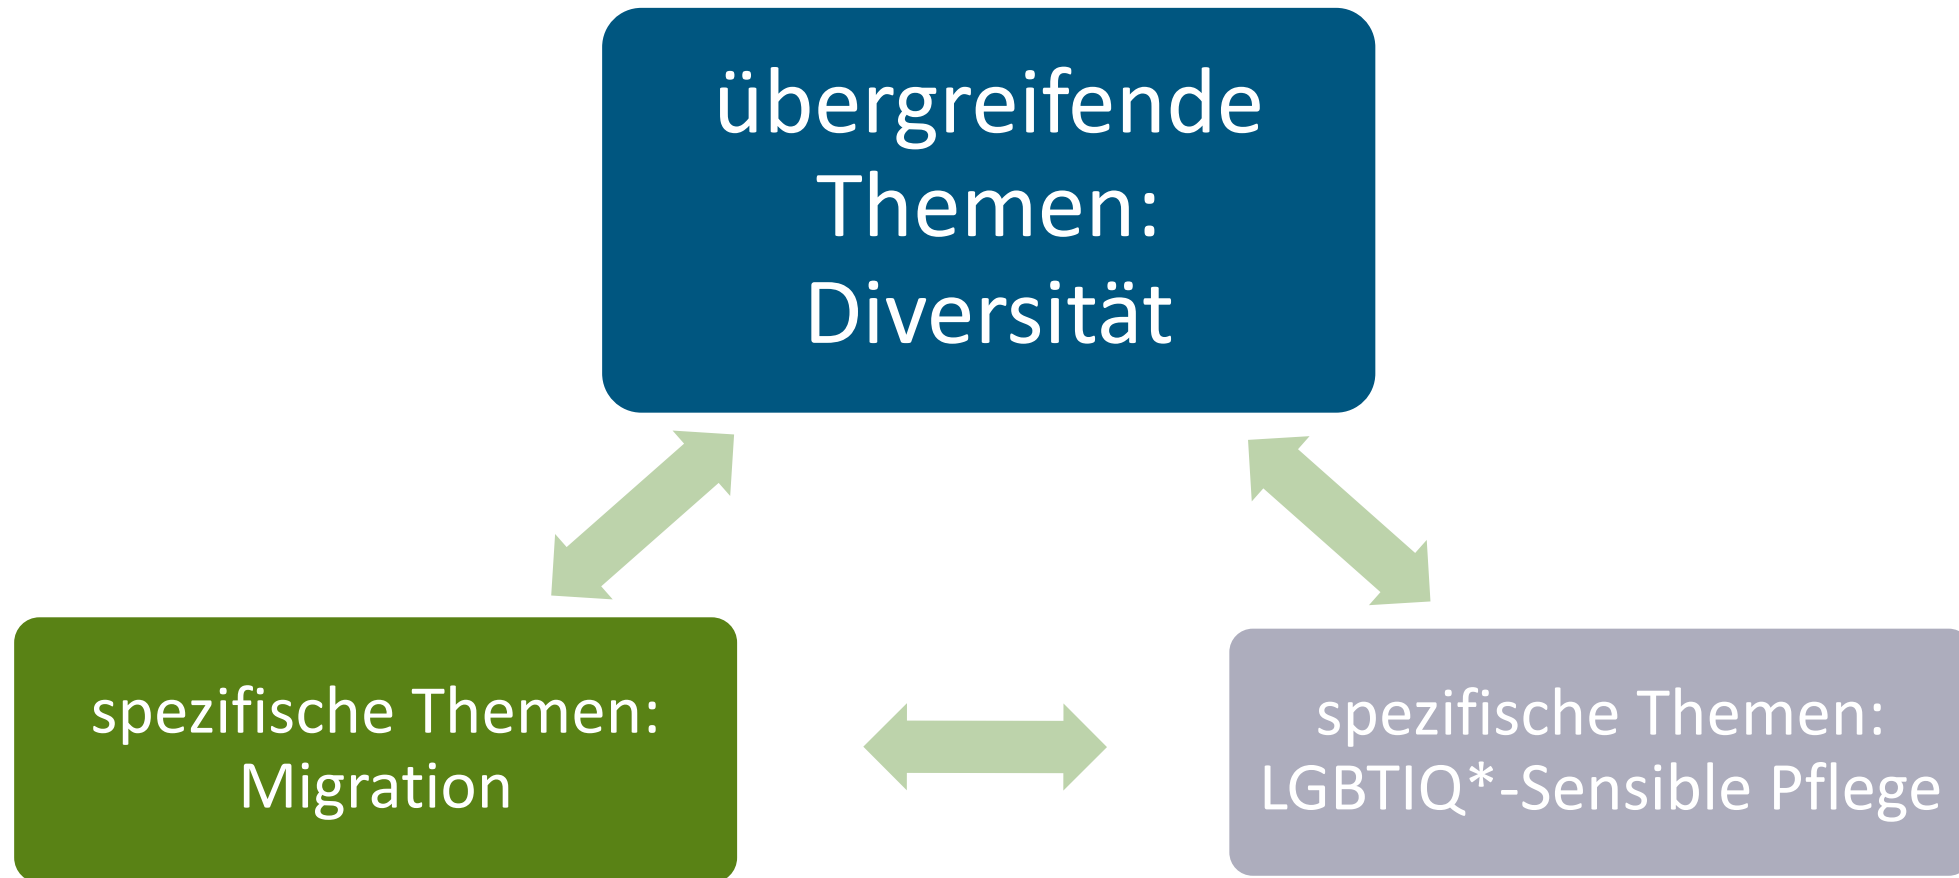 übergreifende
Themen:
Diversität
spezifische Themen:
Migration
spezifische Themen:
LGBTIQ*-Sensible Pflege